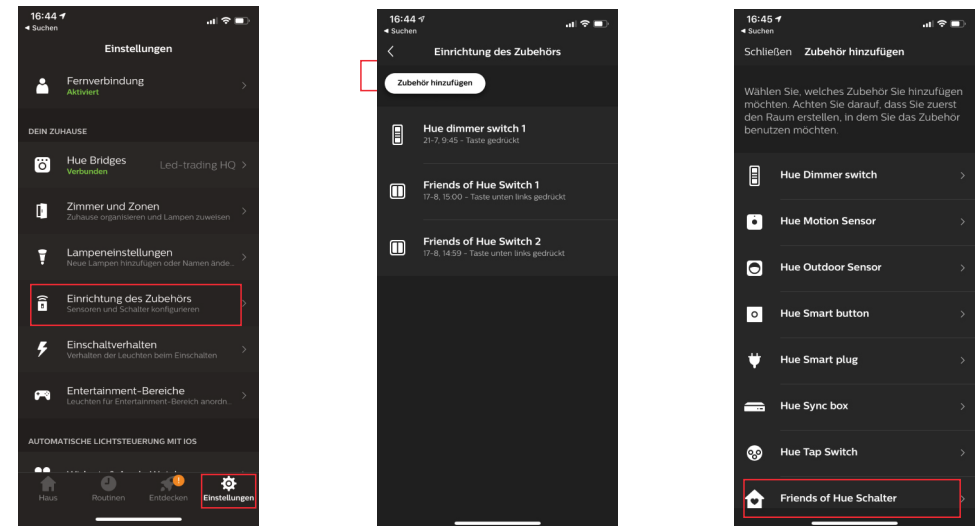 16:44
◄ Suchen
Einstellungen
Fernverbindung
Aktiviert
DEIN ZUHAUSE
Hue Bridges
Verbunden
Led-trading HQ
Zimmer und Zonen
Zuhause organisieren und Lampen zuweisen
Lampeneinstellungen
Neue Lampen hinzufügen oder Namen ände...
Einrichtung des Zubehörs
Sensoren und Schalter konfigurieren
Einschaltverhalten
Verhalten der Leuchten beim Einschalten
Entertainment-Bereiche
Leuchten für Entertainment-Bereich anordn...
AUTOMATISCHE LICHTSTEUERUNG MIT IOS
Haus
Routinen
Entdecken
Einstellungen
16:44
◄ Suchen
Einrichtung des Zubehörs
Zubehör hinzufügen
Hue dimmer switch 1
21-7, 9:45 - Taste gedrückt
Friends of Hue Switch 1
17-8, 15:00 - Taste unten links gedrückt
Friends of Hue Switch 2
17-8, 14:59 - Taste unten links gedrückt
16:45
◄ Suchen
Schließen Zubehör hinzufügen
Wählen Sie, welches Zubehör Sie hinzufügen
möchten. Achten Sie darauf, dass Sie zuerst
den Raum erstellen, in dem Sie das Zubehör
benutzen möchten.
Hue Dimmer switch
Hue Motion Sensor
Hue Outdoor Sensor
Hue Smart button
Hue Smart plug
Hue Sync box
Hue Tap Switch
Friends of Hue Schalter